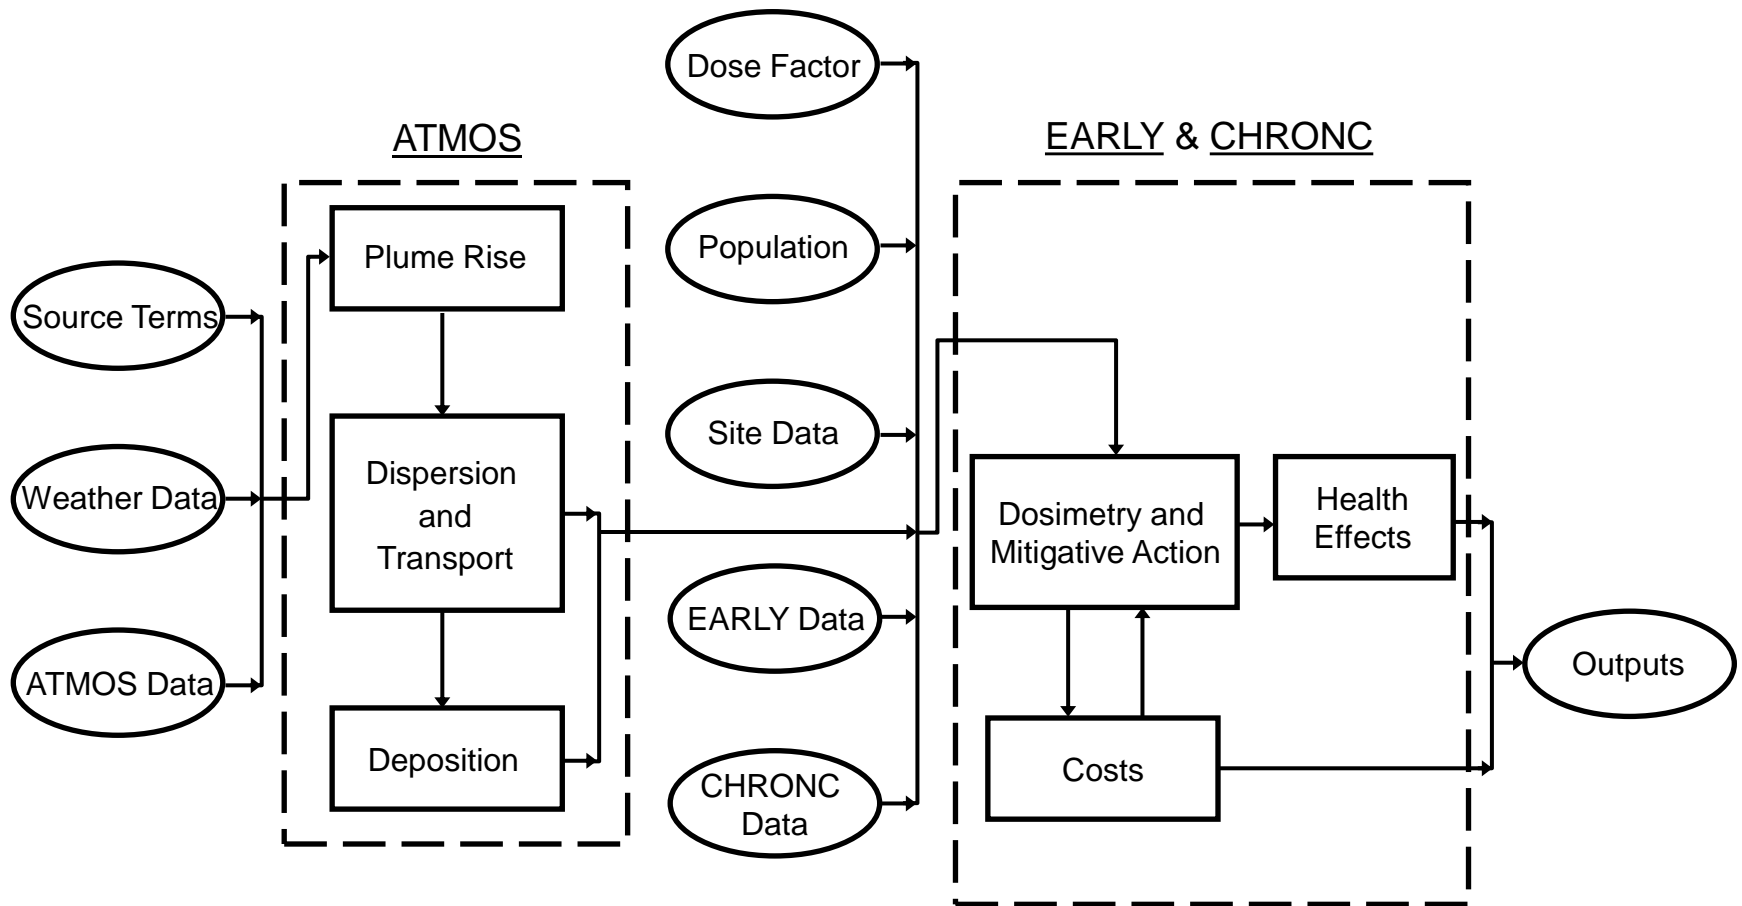 Dose Factor
ATMOS
EARLY & CHRONC
Plume Rise
Population
Source Terms
Site Data
Dispersion
and
Transport
Weather Data
Dosimetry and
Mitigative Action
Health
Effects
EARLY Data
Outputs
ATMOS Data
Deposition
CHRONC
Data
Costs